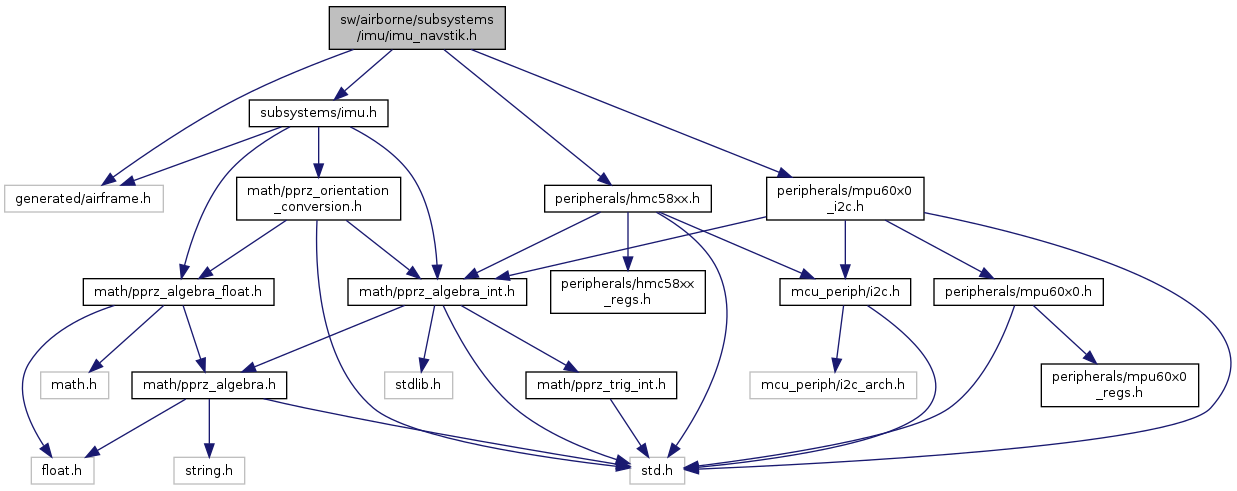 sw/airborne/subsystems
/imu/imu_navstik.h
subsystems/imu.h
generated/airframe.h
math/pprz_orientation
_conversion.h
peripherals/hmc58xx.h
peripherals/mpu60x0
_i2c.h
math/pprz_algebra_float.h
math/pprz_algebra_int.h
peripherals/hmc58xx
_regs.h
mcu_periph/i2c.h
peripherals/mpu60x0.h
math.h
math/pprz_algebra.h
stdlib.h
math/pprz_trig_int.h
mcu_periph/i2c_arch.h
peripherals/mpu60x0
_regs.h
float.h
string.h
std.h